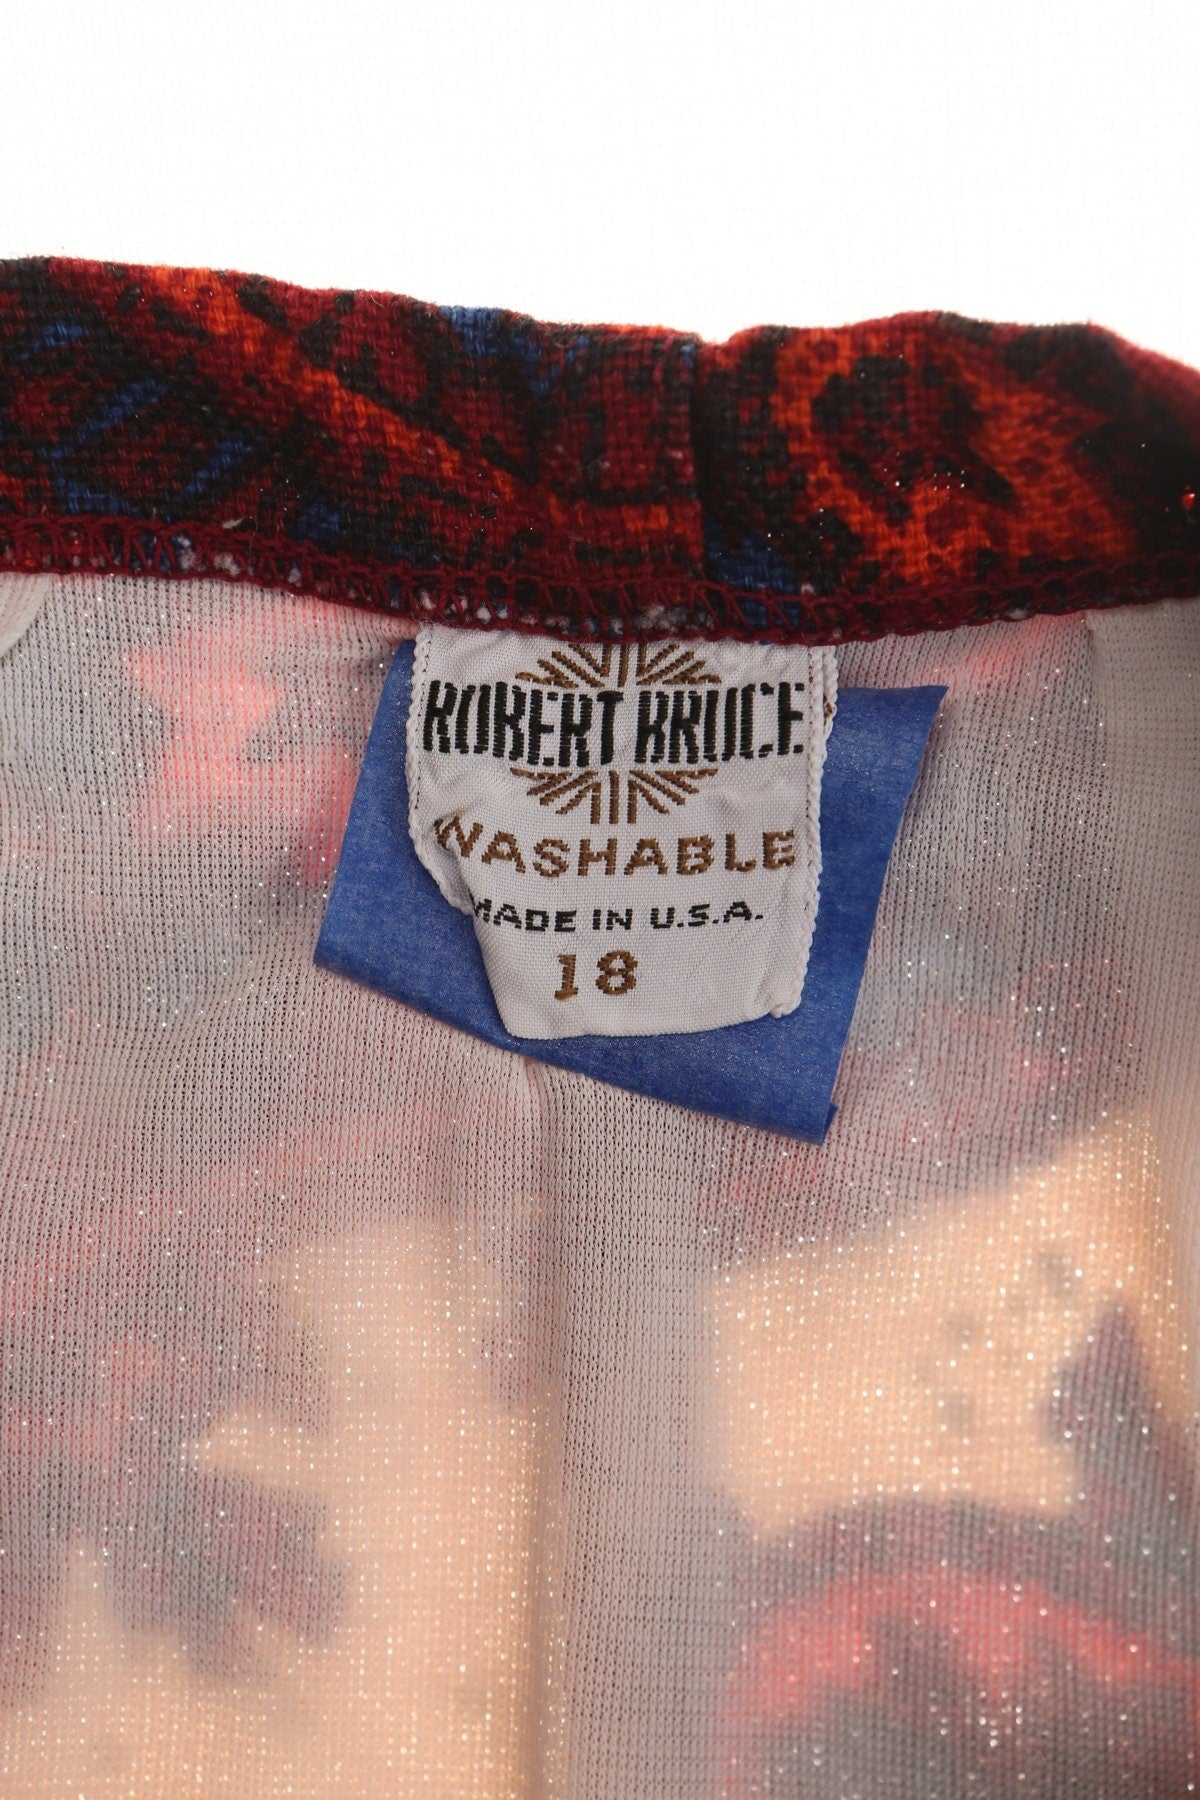 ROBERT BRUCE
WASHABLE
MADE IN U.S.A.
18